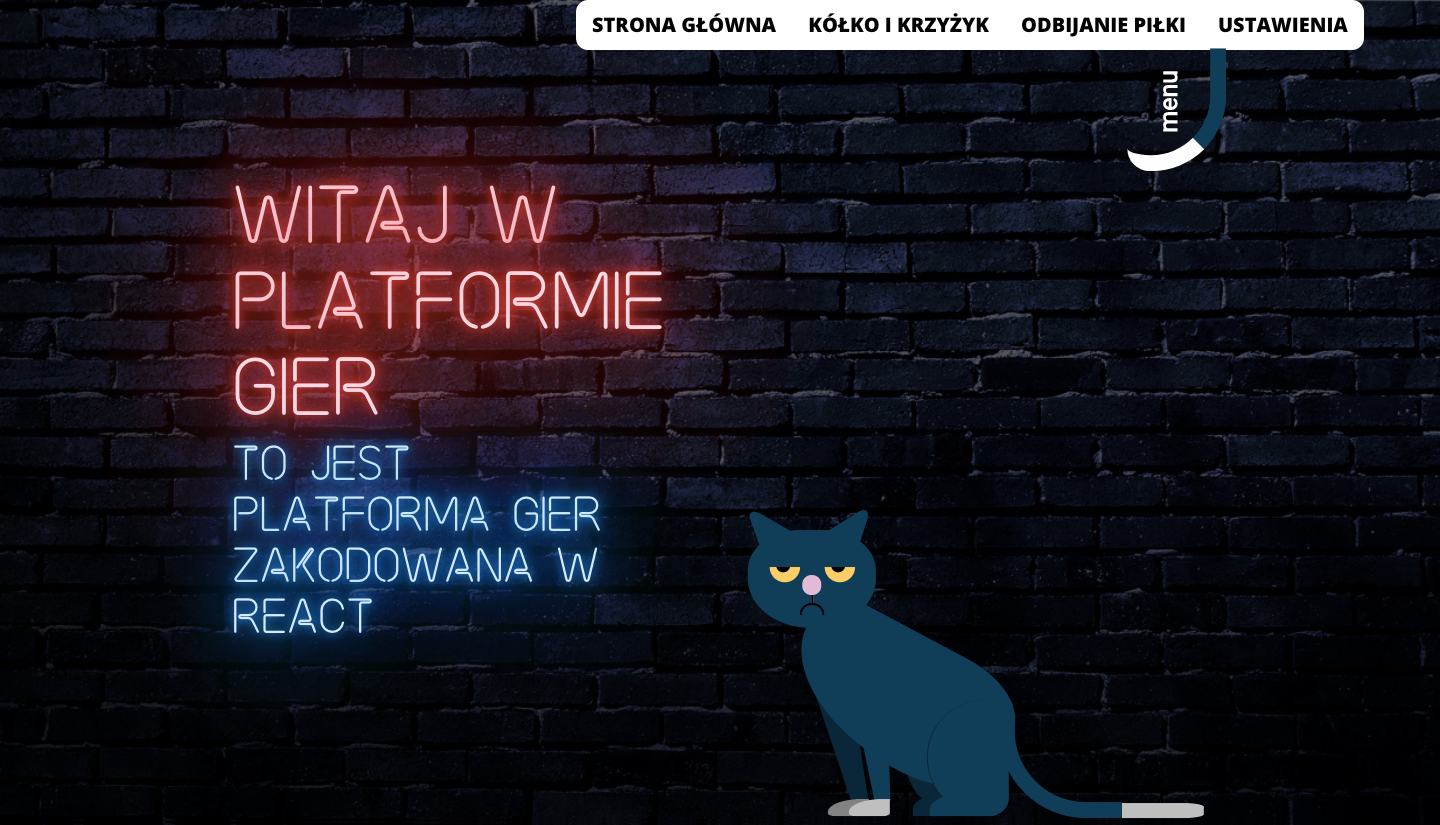 STRONA GŁÓWNA KÓŁKO I KRZYŻYK ODBIJANIE PIŁKI USTAWIENIA
menu
WITAJ W
PLATFORMIE
GIER
TO JEST
PLATFORMA GIER
ZAKODOWANA W
REACT